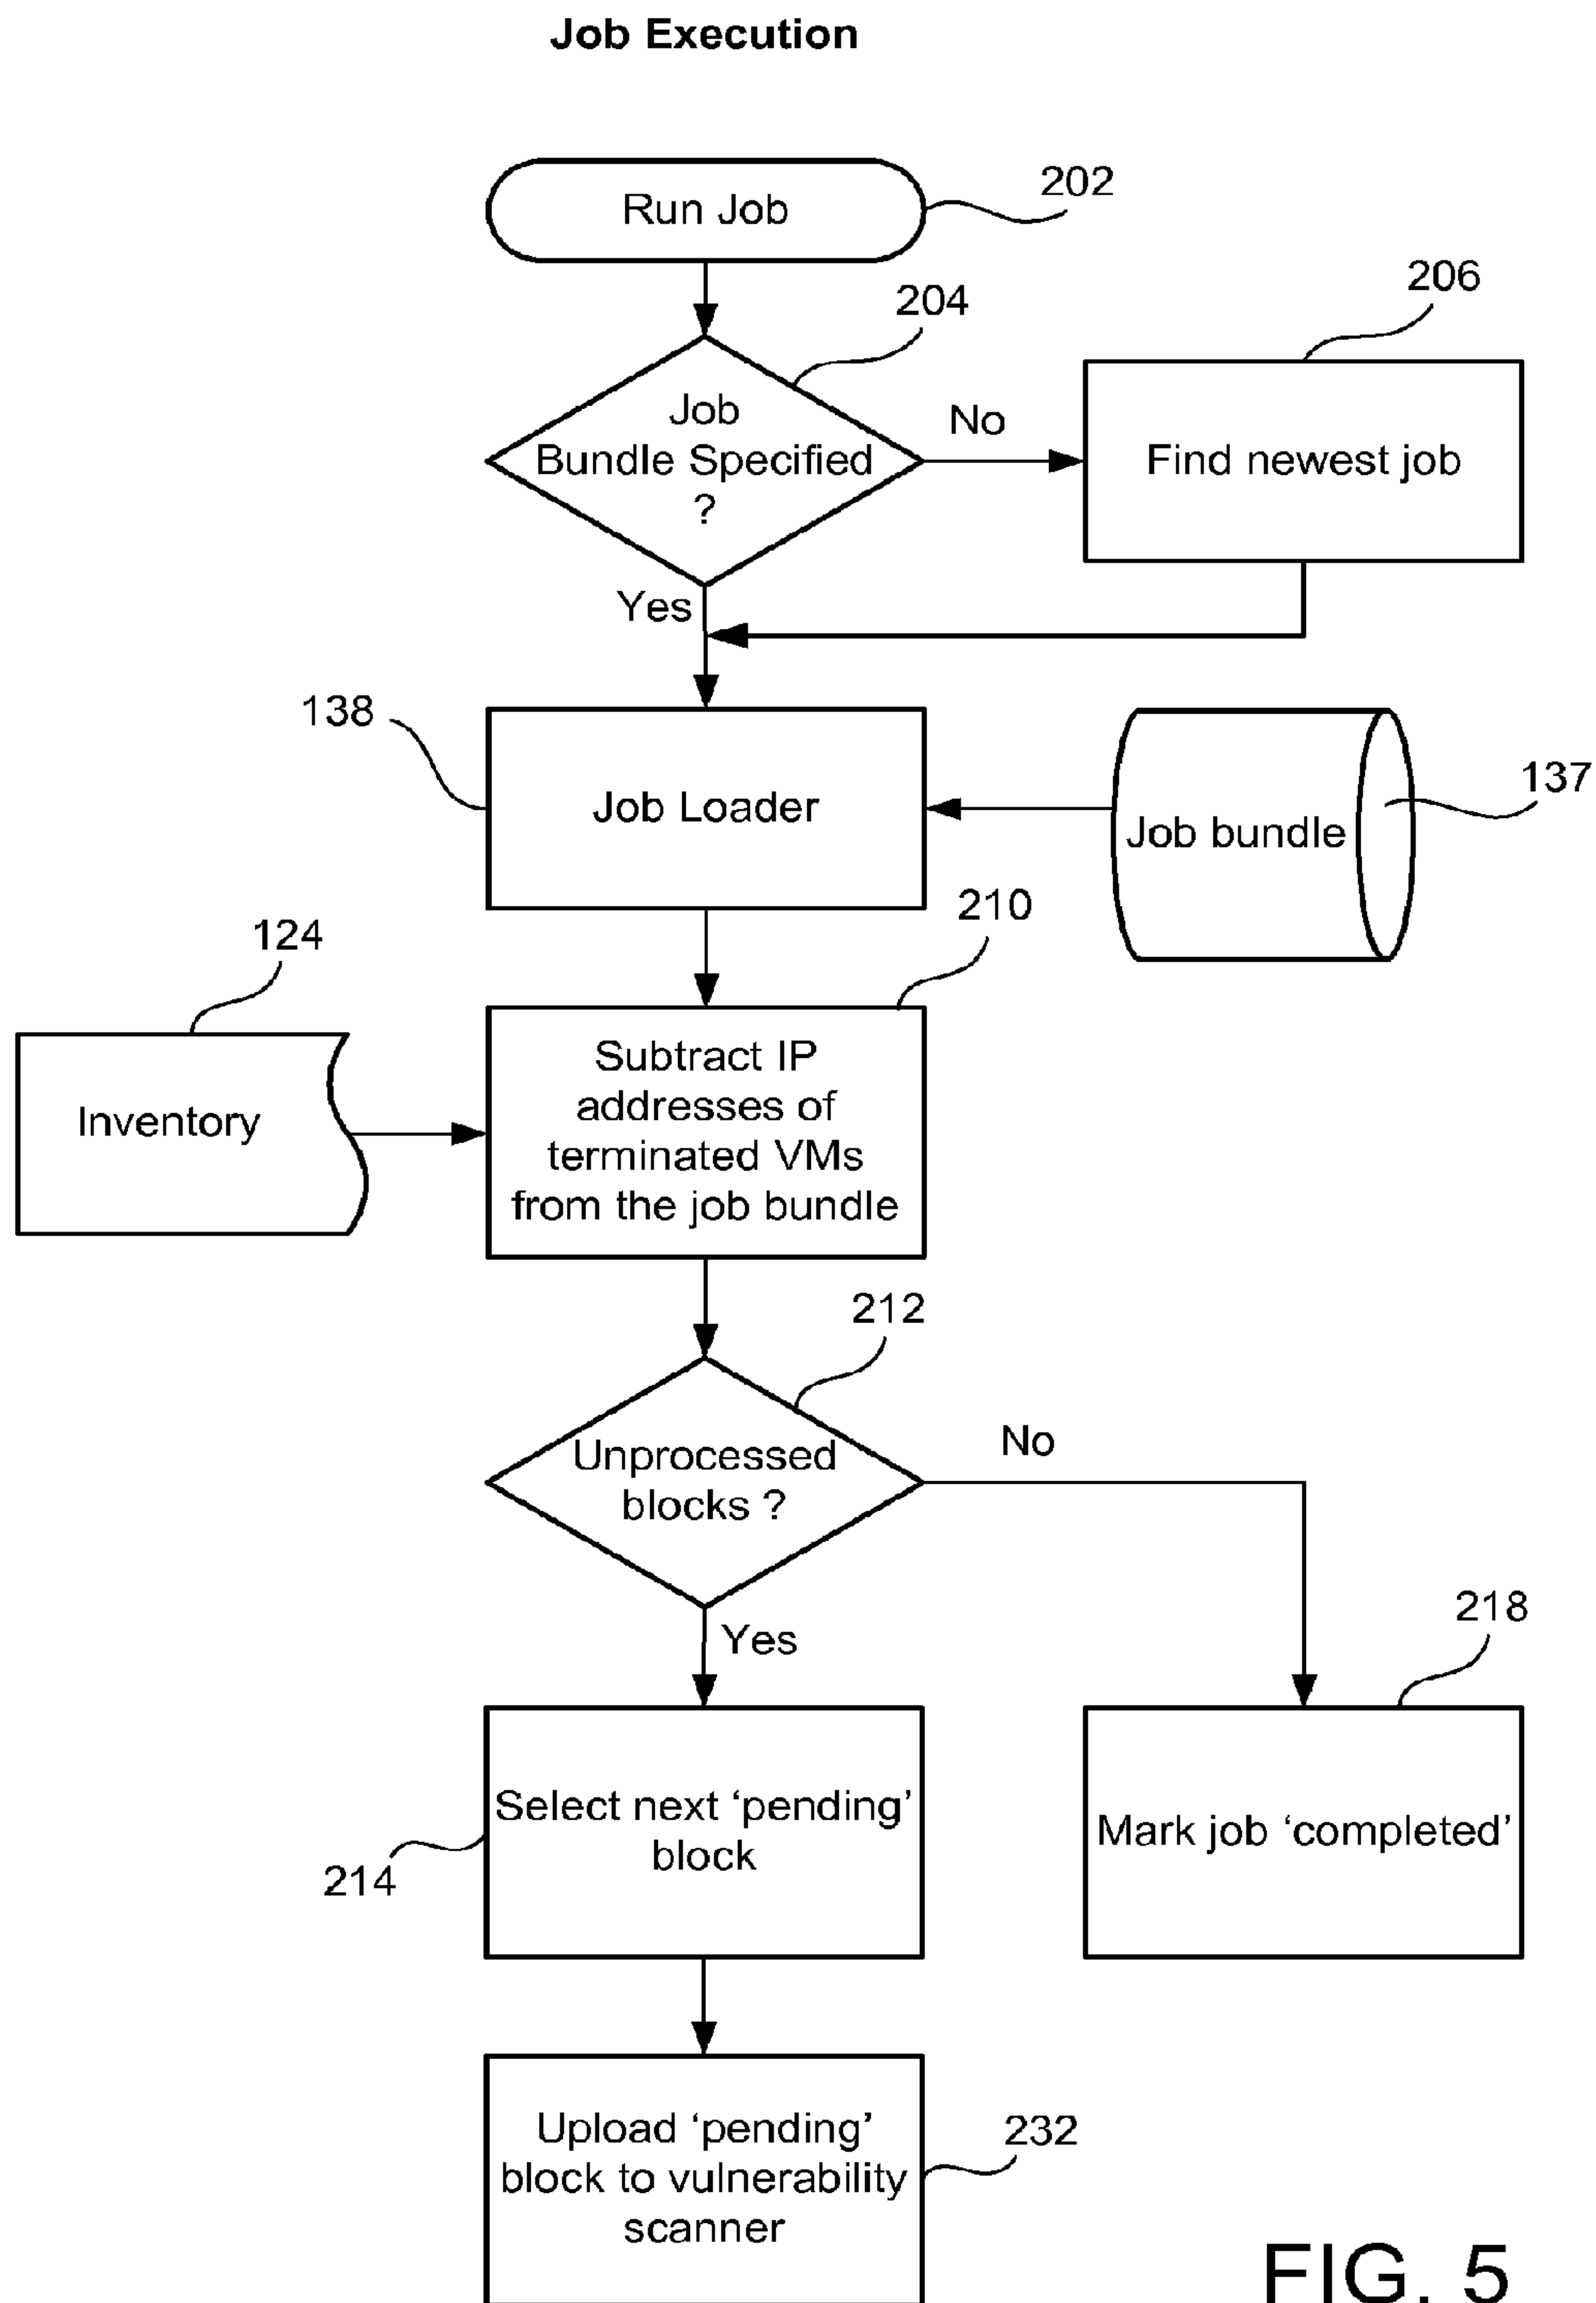 Job Execution
Run Job
202
204
206
Job
Bundle Specified
?
No
Find newest job
Yes
138
Job Loader
Job bundle
137
210
124
Inventory
Subtract IP
addresses of
terminated VMs
from the job bundle
212
Unprocessed
blocks ?
No
Yes
218
Select next ‘pending’
block
214
Mark job ‘completed’
Upload ‘pending’
block to vulnerability
scanner
232
FIG. 5